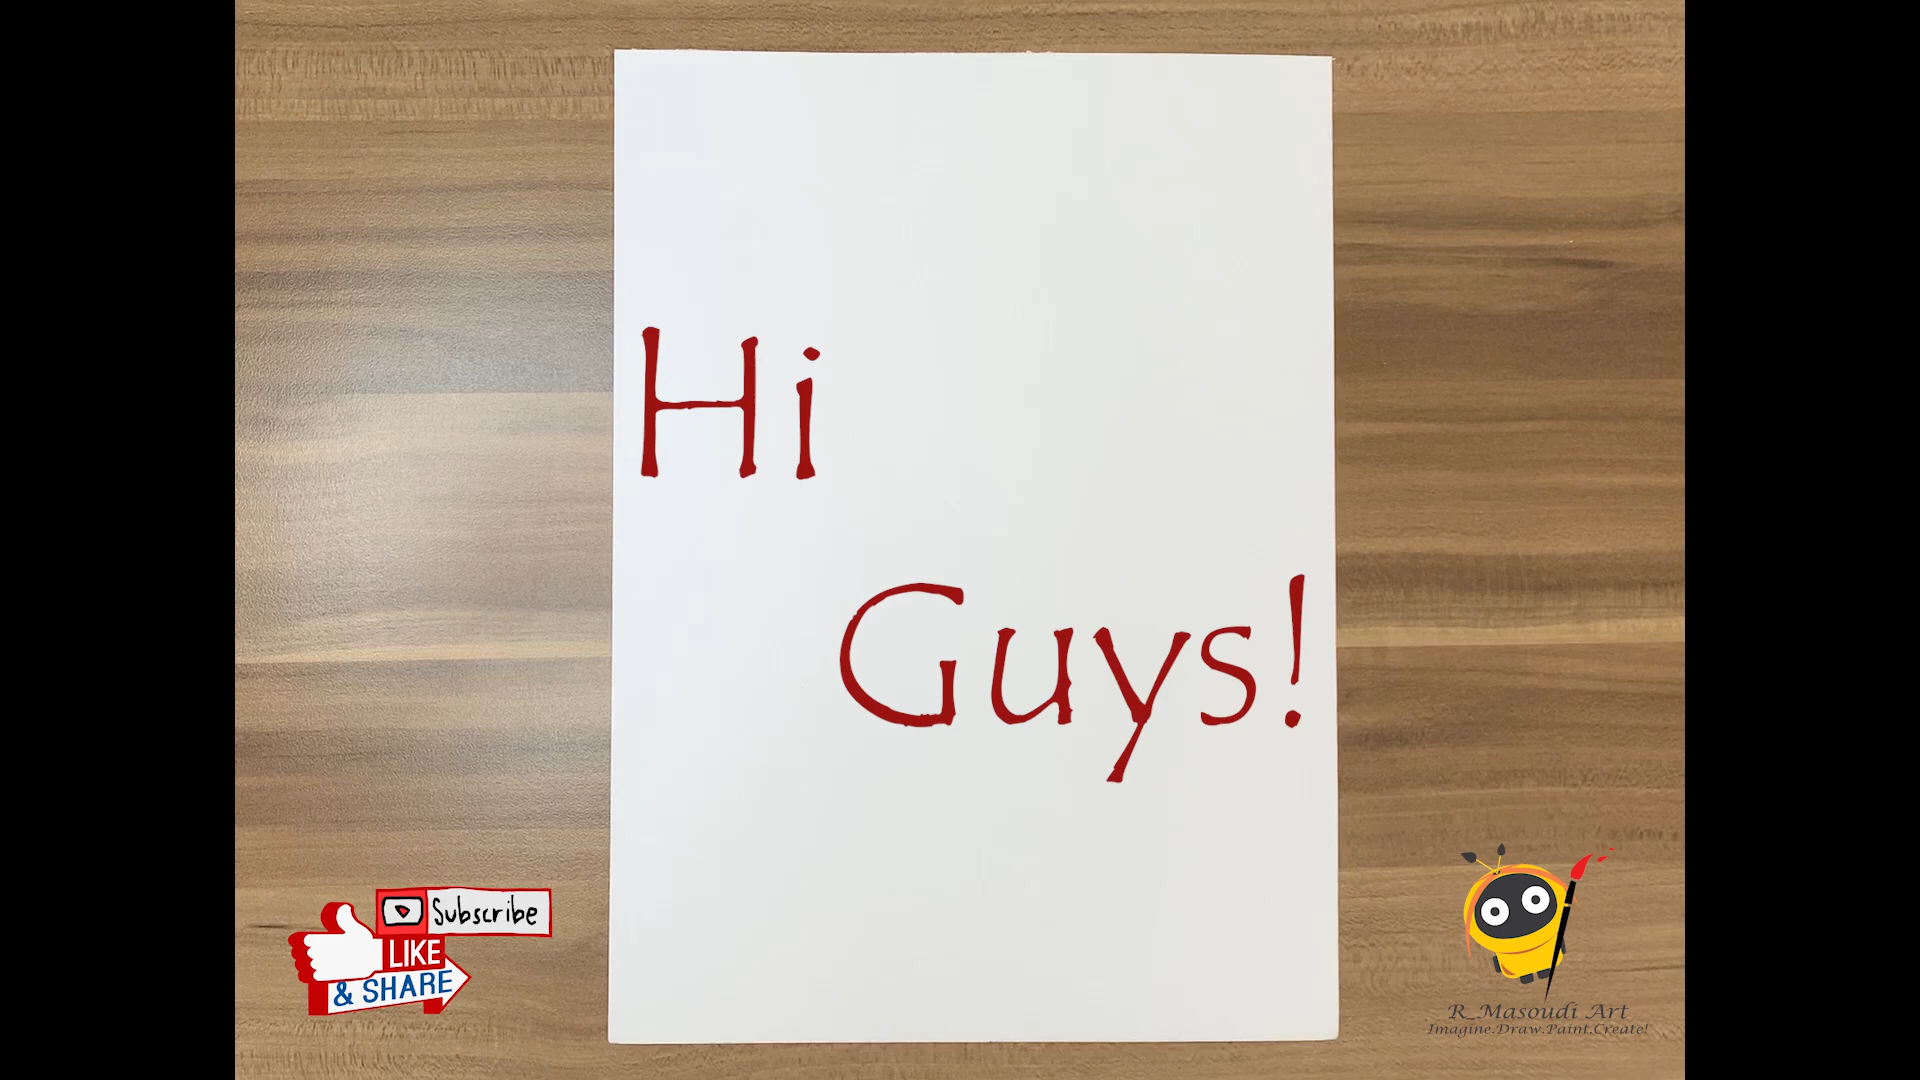 Hi
Guys!
Subscribe
LIKE
& SHARE
R_Masoudi Art
Imagine.Draw.Paint.Create!